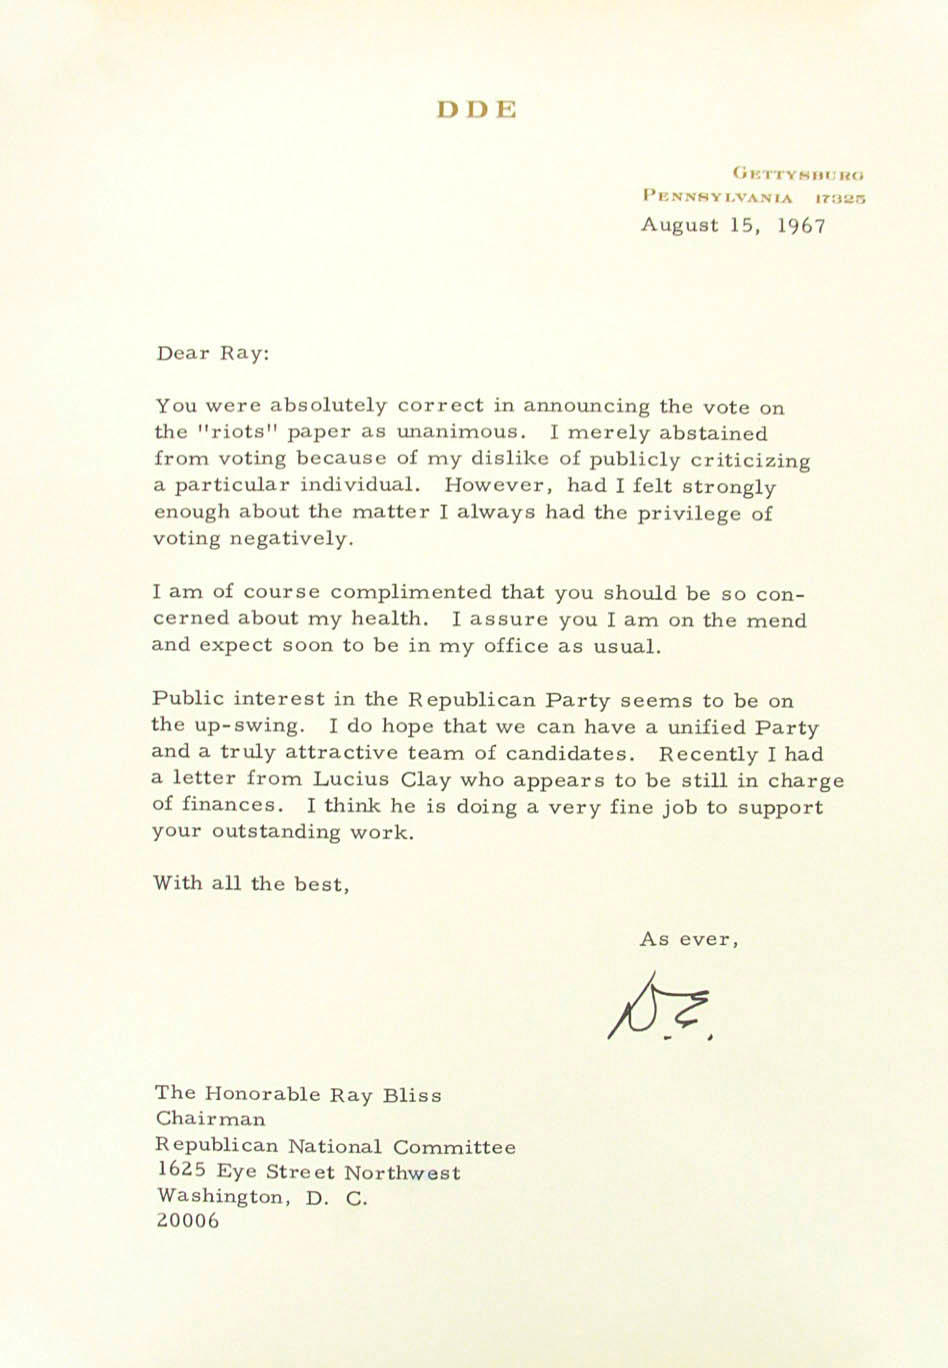 DDE
GETTYSBURG
PENNSYLVANIA 17325
August 15, 1967
Dear Ray:
You were absolutely correct in announcing the vote on
the "riots" paper as unanimous. I merely abstained
from voting because of my dislike of publicly criticizing
a particular individual. However, had I felt strongly
enough about the matter I always had the privilege of
voting negatively.
I am of course complimented that you should be so con-
cerned about my health. I assure you I am on the mend
and expect soon to be in my office as usual.
Public interest in the Republican Party seems to be on
the up-swing. I do hope that we can have a unified Party
and a truly attractive team of candidates. Recently I had
a letter from Lucius Clay who appears to be still in charge
of finances. I think he is doing a very fine job to support
your outstanding work.
With all the best,
As ever,
D.E.
The Honorable Ray Bliss
Chairman
Republican National Committee
1625 Eye Street Northwest
Washington, D. C.
20006